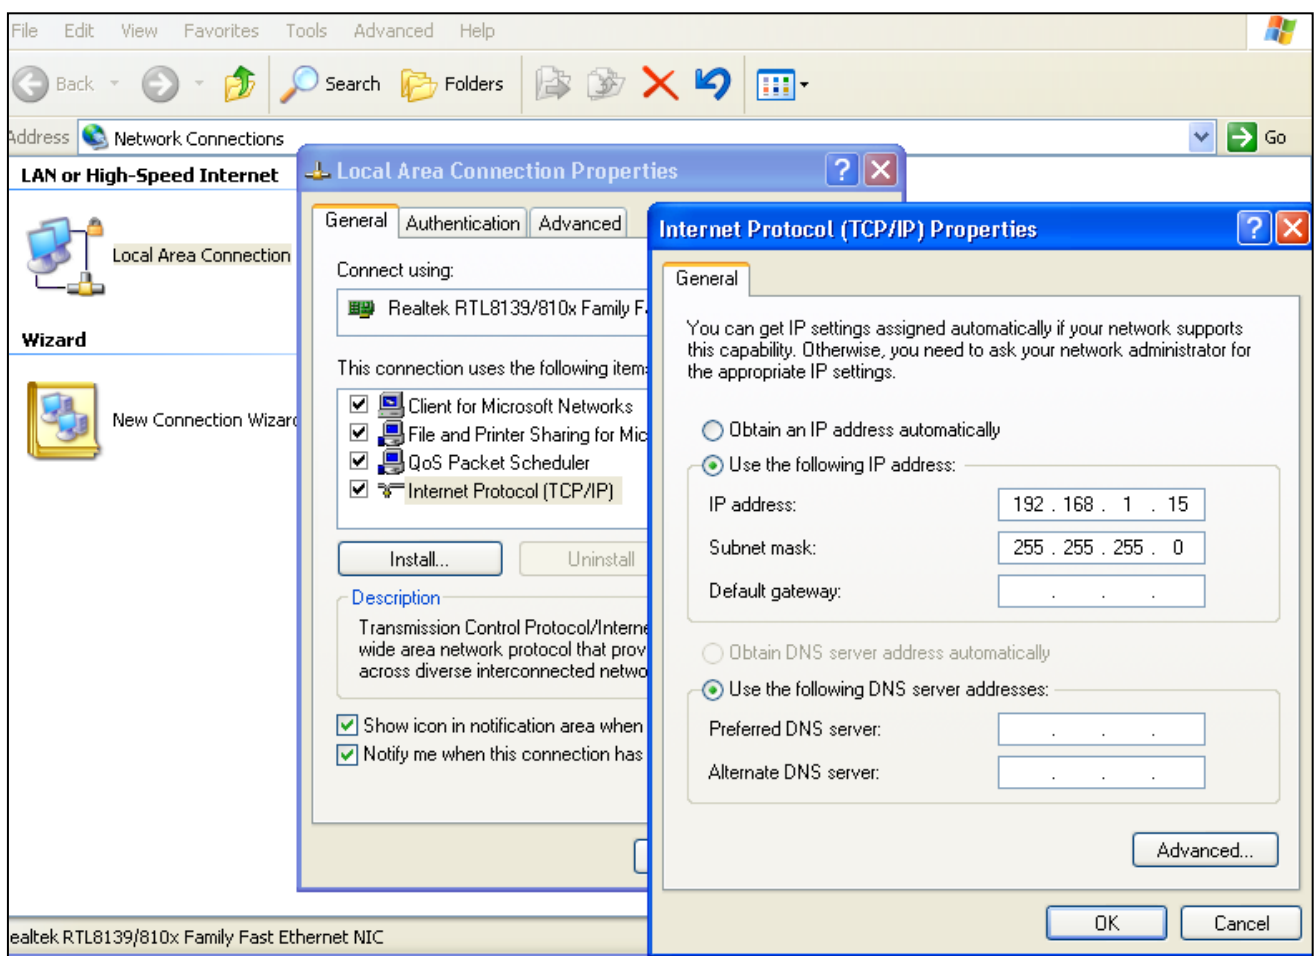 File Edit View Favorites Tools Advanced Help
Back Search Folders
Address Network Connections Go
LAN or High-Speed Internet
Local Area Connection
Wizard
New Connection Wizard
Local Area Connection Properties
General Authentication Advanced
Connect using:
Realtek RTL8139/810x Family F
This connection uses the following items
Client for Microsoft Networks
File and Printer Sharing for Mic
QoS Packet Scheduler
Internet Protocol (TCP/IP)
Install... Uninstall
Description
Transmission Control Protocol/Interne
wide area network protocol that prov
across diverse interconnected netwo
Show icon in notification area when
Notify me when this connection has
Internet Protocol (TCP/IP) Properties
General
You can get IP settings assigned automatically if your network supports
this capability. Otherwise, you need to ask your network administrator for
the appropriate IP settings.
Obtain an IP address automatically
Use the following IP address:
IP address: 192 . 168 . 1 . 15
Subnet mask: 255 . 255 . 255 . 0
Default gateway: . . .
Obtain DNS server address automatically
Use the following DNS server addresses:
Preferred DNS server: . . .
Alternate DNS server: . . .
Advanced...
OK Cancel
ealtek RTL8139/810x Family Fast Ethernet NIC